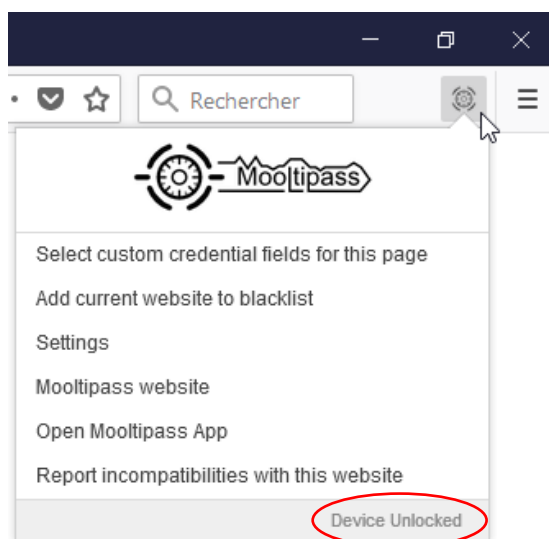 Rechercher
Mooltipass
Select custom credential fields for this page
Add current website to blacklist
Settings
Mooltipass website
Open Mooltipass App
Report incompatibilities with this website
Device Unlocked